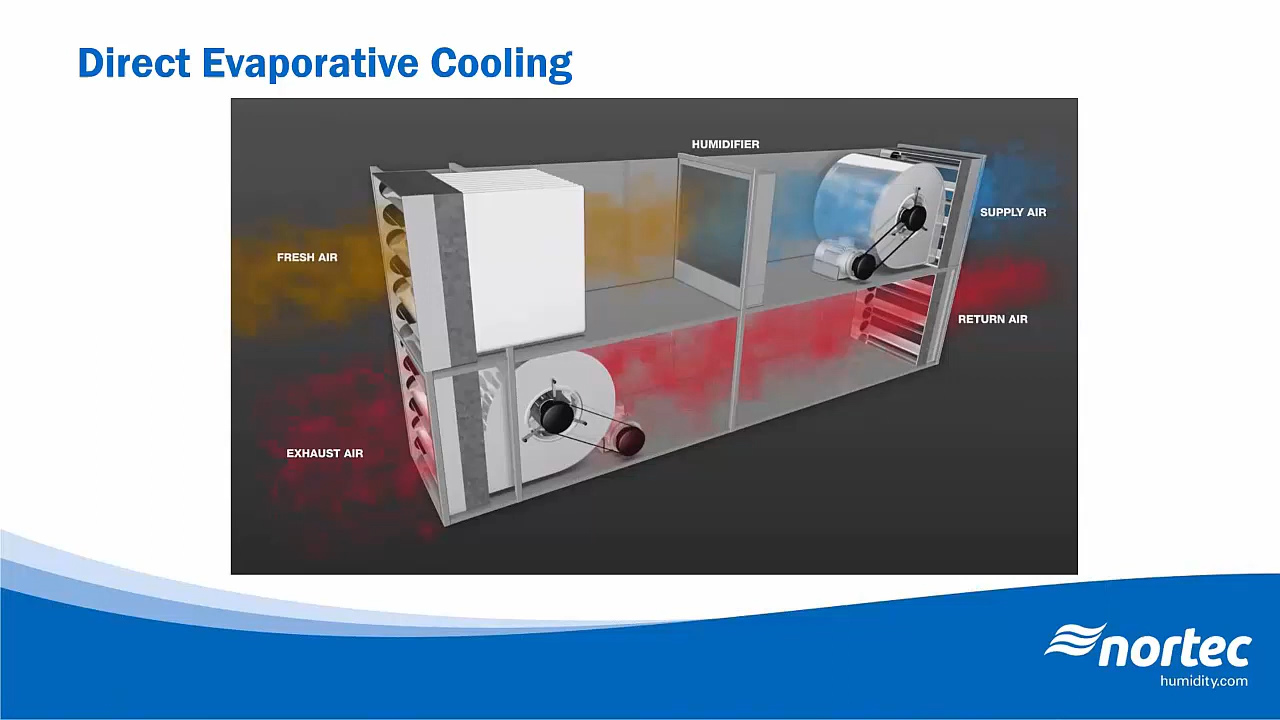 Direct Evaporative Cooling
HUMIDIFIER
SUPPLY AIR
FRESH AIR
RETURN AIR
EXHAUST AIR
nortec
humidity.com